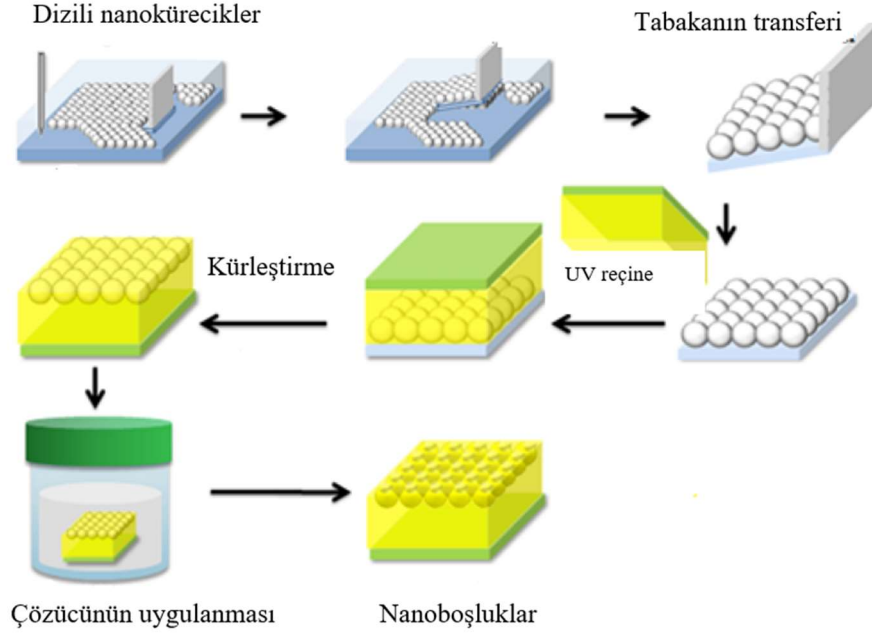 Dizili nanokürecikler
Tabakanın transferi
UV reçine
Kürleştirme
Çözücünün uygulanması
Nanoboşluklar